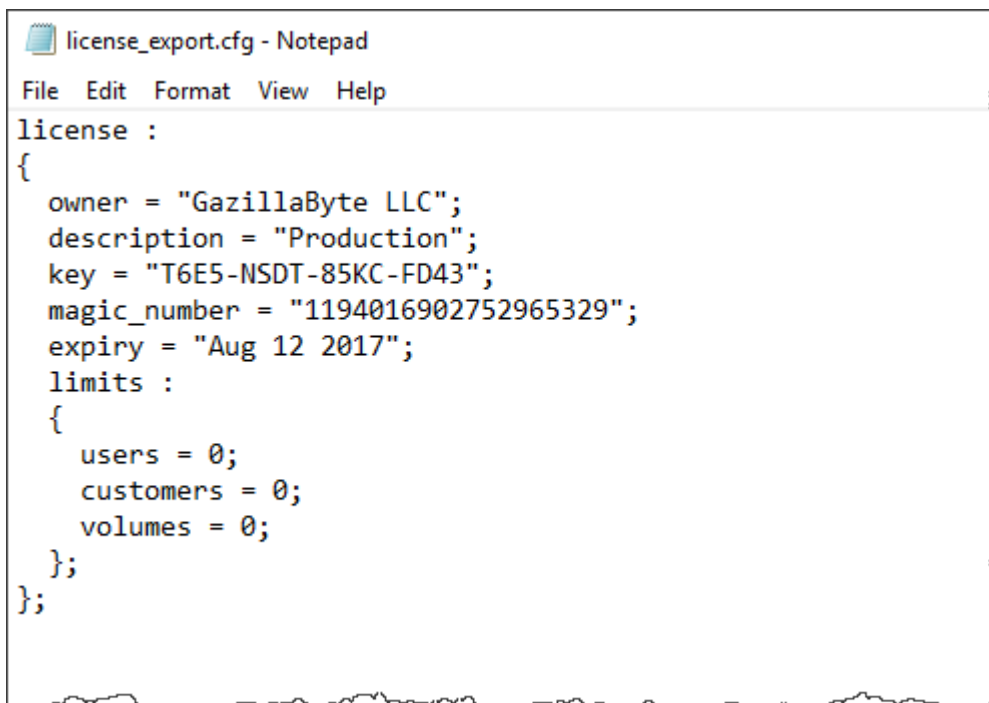 license_export.cfg - Notepad
File Edit Format View Help
license :
{
  owner = "GazillaByte LLC";
  description = "Production";
  key = "T6E5-NSDT-85KC-FD43";
  magic_number = "1194016902752965329";
  expiry = "Aug 12 2017";
  limits :
  {
    users = 0;
    customers = 0;
    volumes = 0;
  };
};